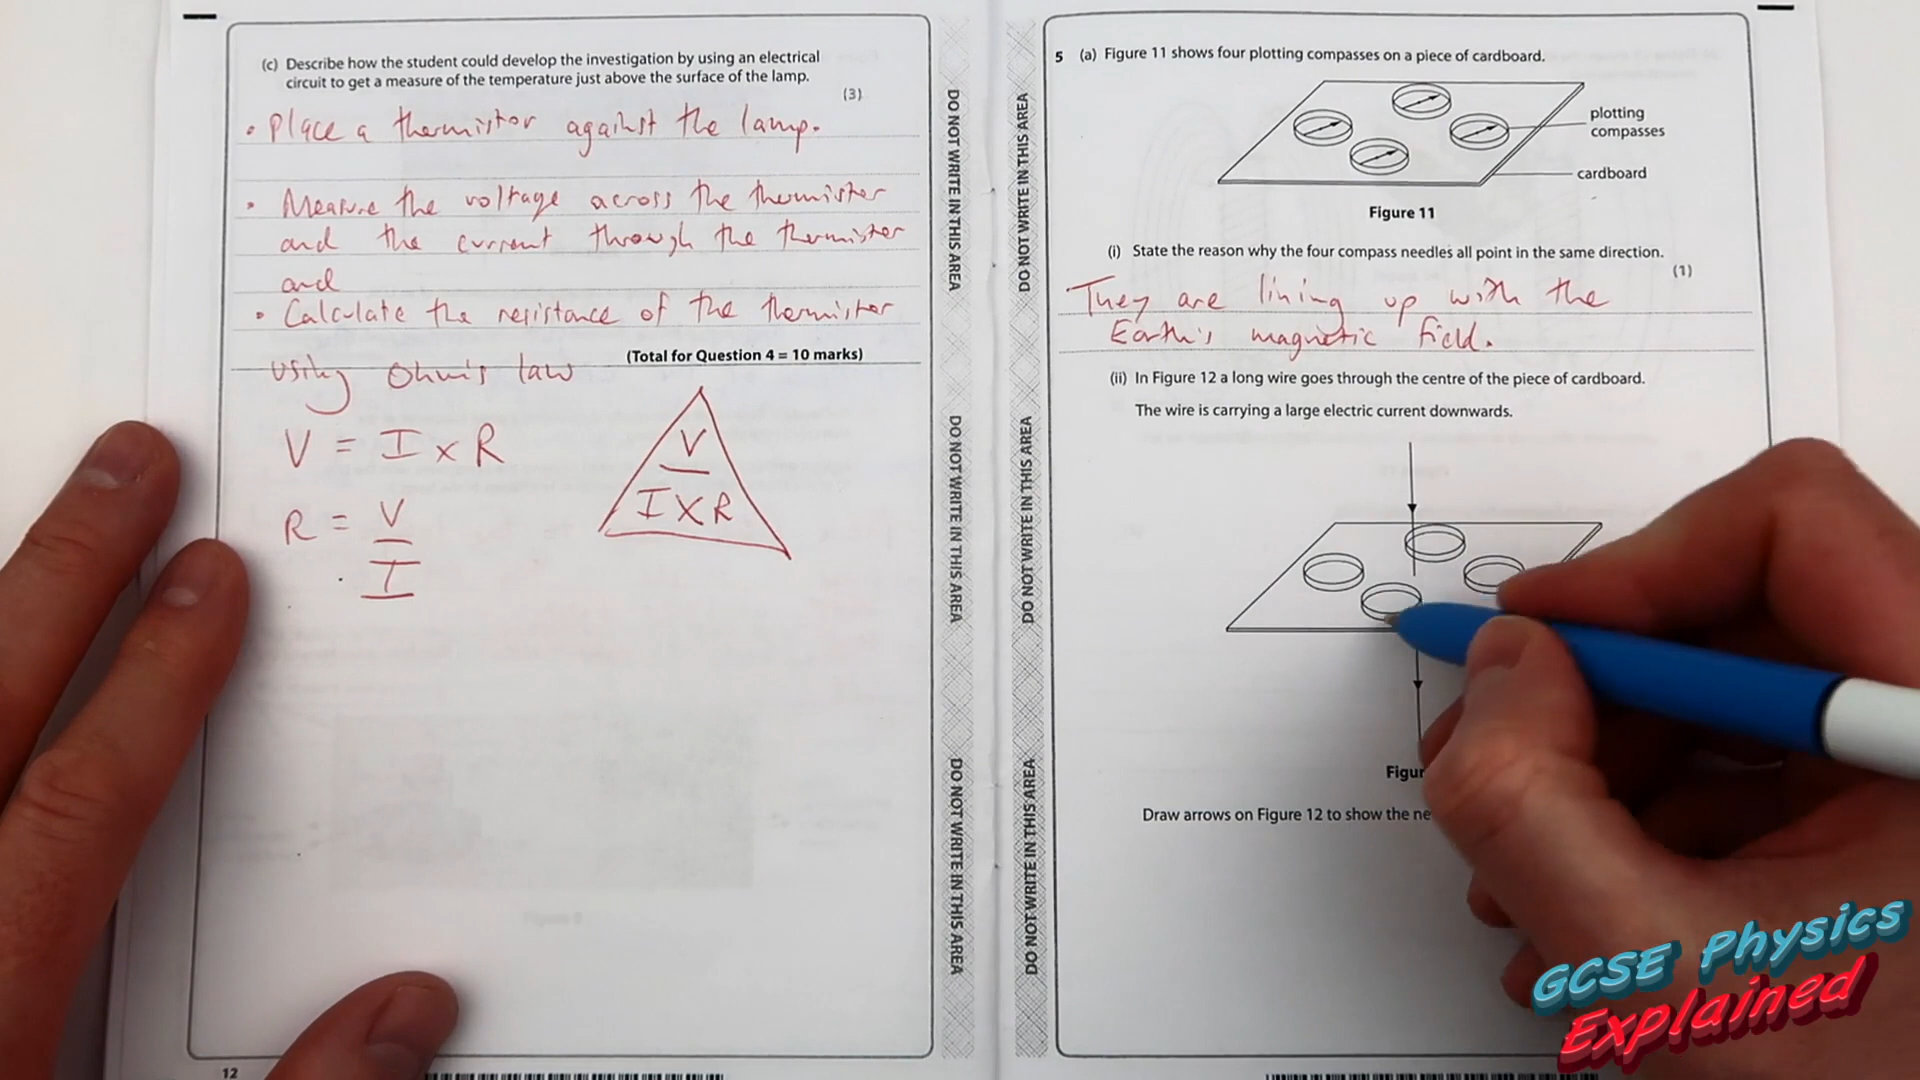 (c) Describe how the student could develop the investigation by using an electrical
circuit to get a measure of the temperature just above the surface of the lamp.
(3)
• Place a thermistor against the lamp.
• Measure the voltage across the thermister
and the current through the thermister
and
• Calculate the resistance of the thermistor
(Total for Question 4 = 10 marks)
using Ohm's law
V = I x R
R = V
I
V
I X R
12
DO NOT WRITE IN THIS AREA
DO NOT WRITE IN THIS AREA
DO NOT WRITE IN THIS AREA
DO NOT WRITE IN THIS AREA
DO NOT WRITE IN THIS AREA
DO NOT WRITE IN THIS AREA
5 (a) Figure 11 shows four plotting compasses on a piece of cardboard.
plotting
compasses
cardboard
Figure 11
(i) State the reason why the four compass needles all point in the same direction.
(1)
They are lining up with the
Earth's magnetic field.
(ii) In Figure 12 a long wire goes through the centre of the piece of cardboard.
The wire is carrying a large electric current downwards.
Figur
Draw arrows on Figure 12 to show the ne
GCSE Physics
Explained